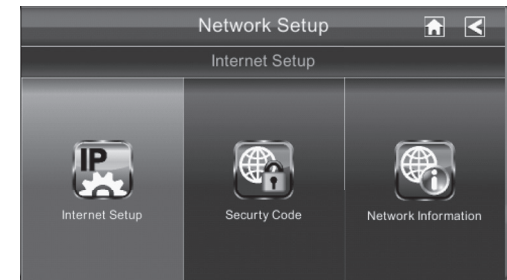 Network Setup
Internet Setup
IP
Internet Setup
Securty Code
Network Information